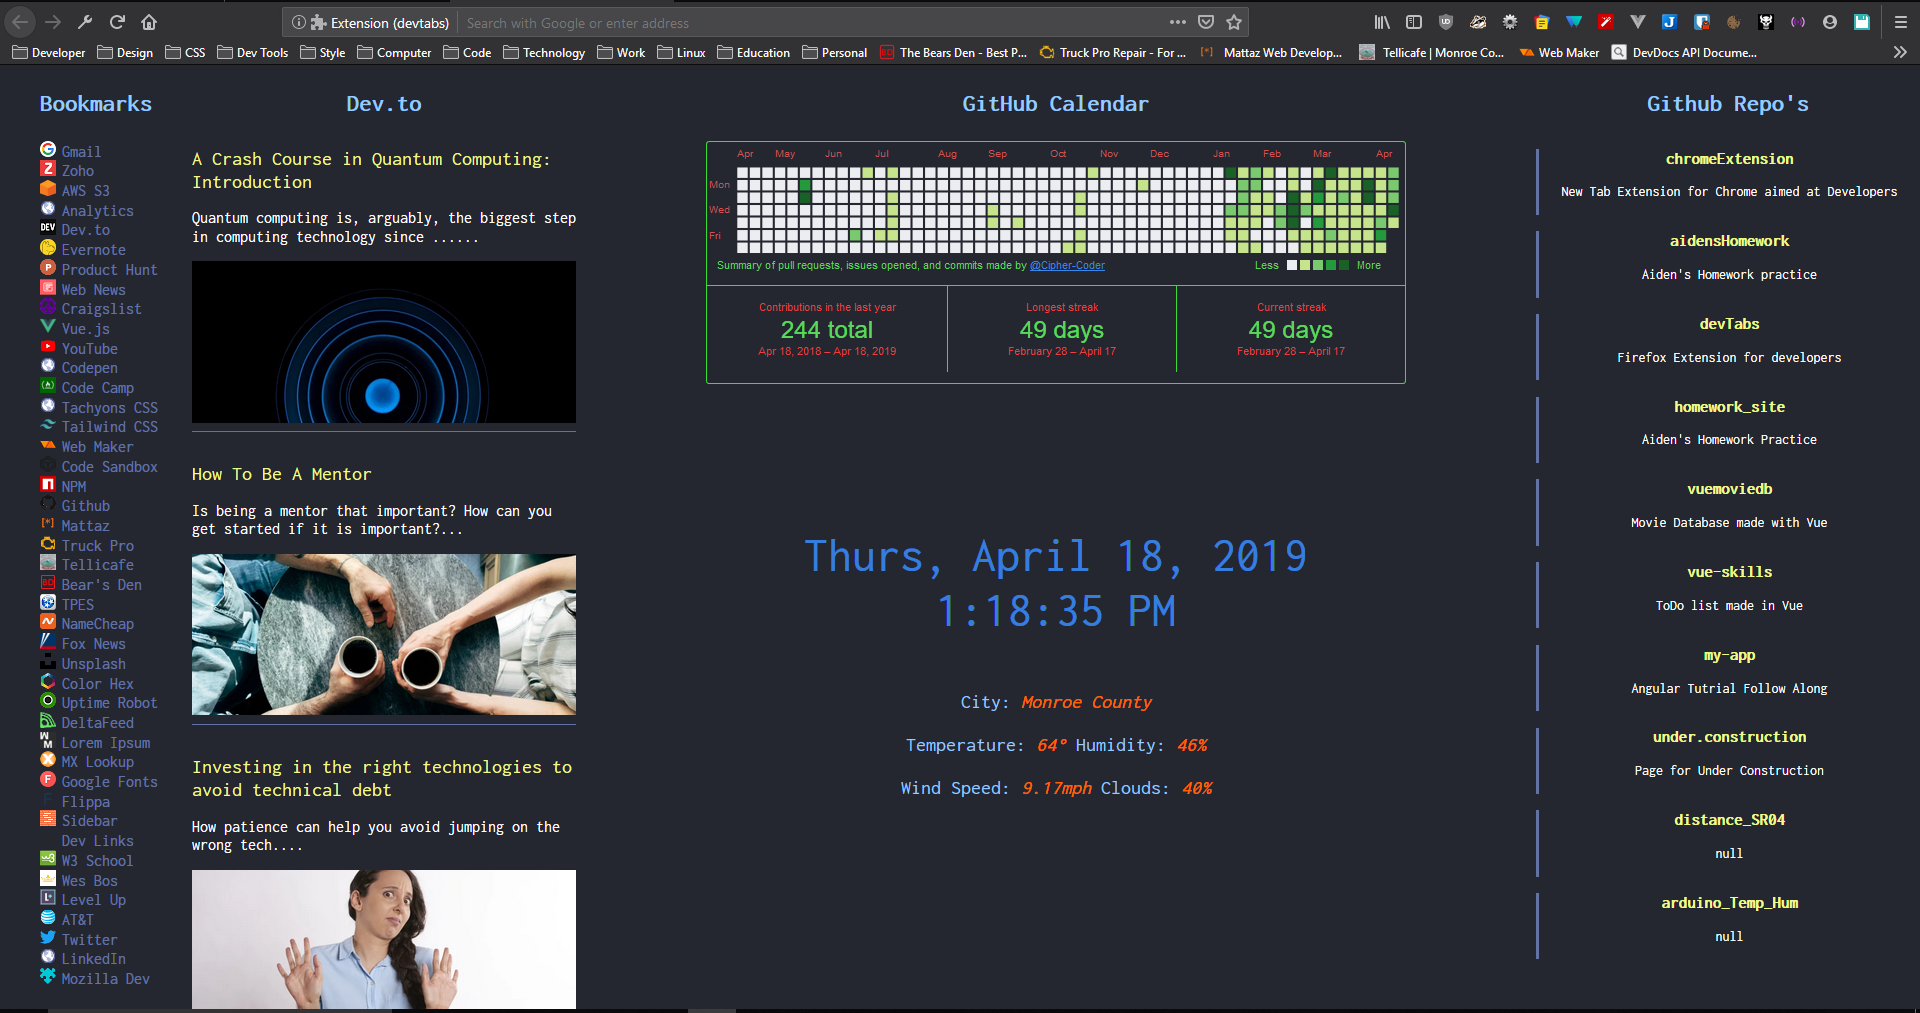 Extension (devtabs)
Search with Google or enter address
Developer
Design
CSS
Dev Tools
Style
Computer
Code
Technology
Work
Linux
Education
Personal
The Bears Den - Best P...
Truck Pro Repair - For ...
Mattaz Web Develop...
Tellicafe | Monroe Co...
Web Maker
DevDocs API Docume...
Bookmarks
Gmail
Zoho
AWS S3
Analytics
DEV Dev.to
Evernote
Product Hunt
Web News
Craigslist
Vue.js
YouTube
Codepen
Code Camp
Tachyons CSS
Tailwind CSS
Web Maker
Code Sandbox
NPM
Github
Mattaz
Truck Pro
Tellicafe
Bear's Den
TPES
NameCheap
Fox News
Unsplash
Color Hex
Uptime Robot
DeltaFeed
Lorem Ipsum
MX Lookup
Google Fonts
Flippa
Sidebar
Dev Links
W3 School
Wes Bos
Level Up
AT&T
Twitter
LinkedIn
Mozilla Dev
Dev.to
A Crash Course in Quantum Computing:
Introduction
Quantum computing is, arguably, the biggest step
in computing technology since ......
How To Be A Mentor
Is being a mentor that important? How can you
get started if it is important?...
Investing in the right technologies to
avoid technical debt
How patience can help you avoid jumping on the
wrong tech....
GitHub Calendar
Apr May Jun Jul Aug Sep Oct Nov Dec Jan Feb Mar Apr
Mon
Wed
Fri
Summary of pull requests, issues opened, and commits made by @Cipher-Coder
Less More
Contributions in the last year
244 total
Apr 18, 2018 – Apr 18, 2019
Longest streak
49 days
February 28 – April 17
Current streak
49 days
February 28 – April 17
Thurs, April 18, 2019
1:18:35 PM
City: Monroe County
Temperature: 64° Humidity: 46%
Wind Speed: 9.17mph Clouds: 40%
Github Repo's
chromeExtension
New Tab Extension for Chrome aimed at Developers
aidensHomework
Aiden's Homework practice
devTabs
Firefox Extension for developers
homework_site
Aiden's Homework Practice
vuemoviedb
Movie Database made with Vue
vue-skills
ToDo list made in Vue
my-app
Angular Tutrial Follow Along
under.construction
Page for Under Construction
distance_SR04
null
arduino_Temp_Hum
null